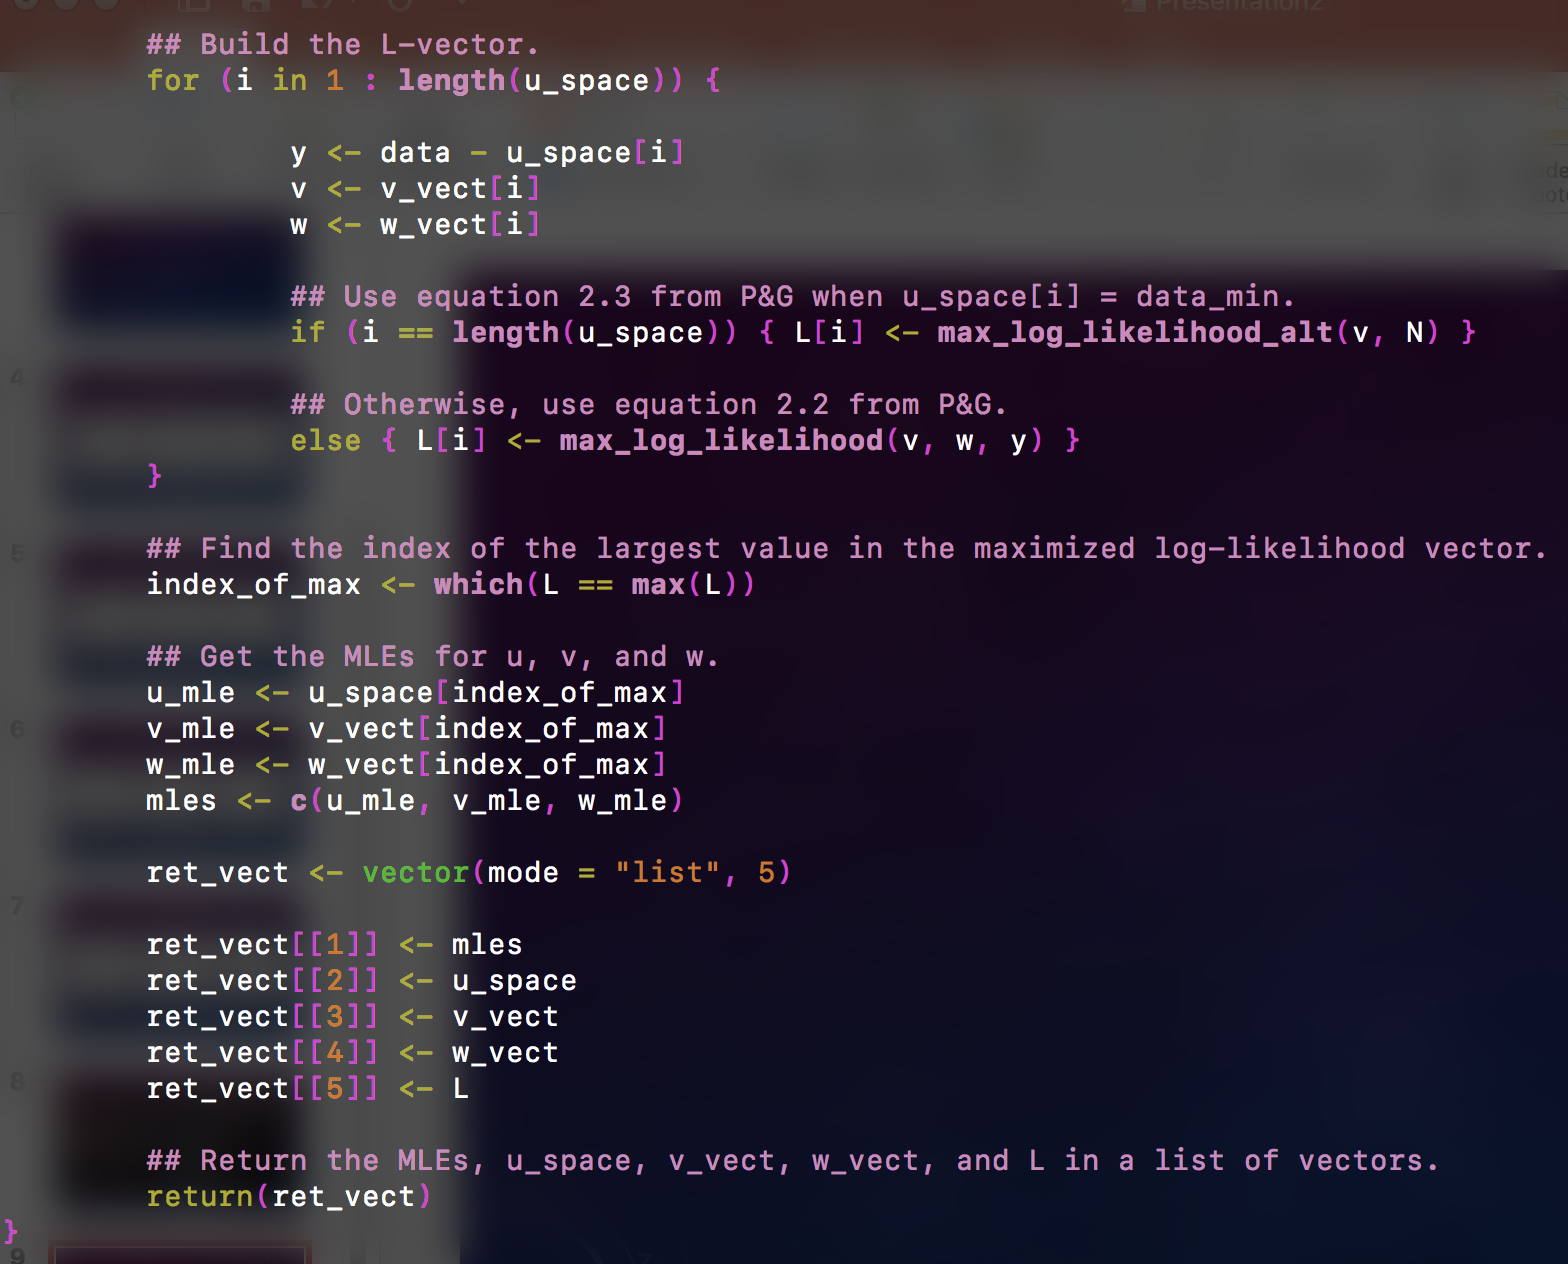 Presentation2
## Build the L-vector.
for (i in 1 : length(u_space)) {
y <- data - u_space[i]
v <- v_vect[i]
w <- w_vect[i]
## Use equation 2.3 from P&G when u_space[i] = data_min.
if (i == length(u_space)) { L[i] <- max_log_likelihood_alt(v, N) }
## Otherwise, use equation 2.2 from P&G.
else { L[i] <- max_log_likelihood(v, w, y) }
}
## Find the index of the largest value in the maximized log-likelihood vector.
index_of_max <- which(L == max(L))
## Get the MLEs for u, v, and w.
u_mle <- u_space[index_of_max]
v_mle <- v_vect[index_of_max]
w_mle <- w_vect[index_of_max]
mles <- c(u_mle, v_mle, w_mle)
ret_vect <- vector(mode = "list", 5)
ret_vect[[1]] <- mles
ret_vect[[2]] <- u_space
ret_vect[[3]] <- v_vect
ret_vect[[4]] <- w_vect
ret_vect[[5]] <- L
## Return the MLEs, u_space, v_vect, w_vect, and L in a list of vectors.
return(ret_vect)
}
4
5
6
7
8
9